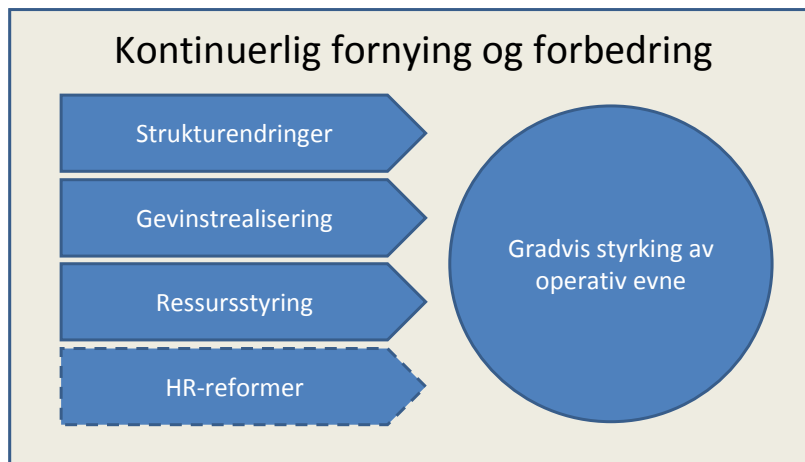 Kontinuerlig fornying og forbedring
Strukturendringer
Gevinstrealisering
Ressursstyring
HR-reformer
Gradvis styrking av
operativ evne